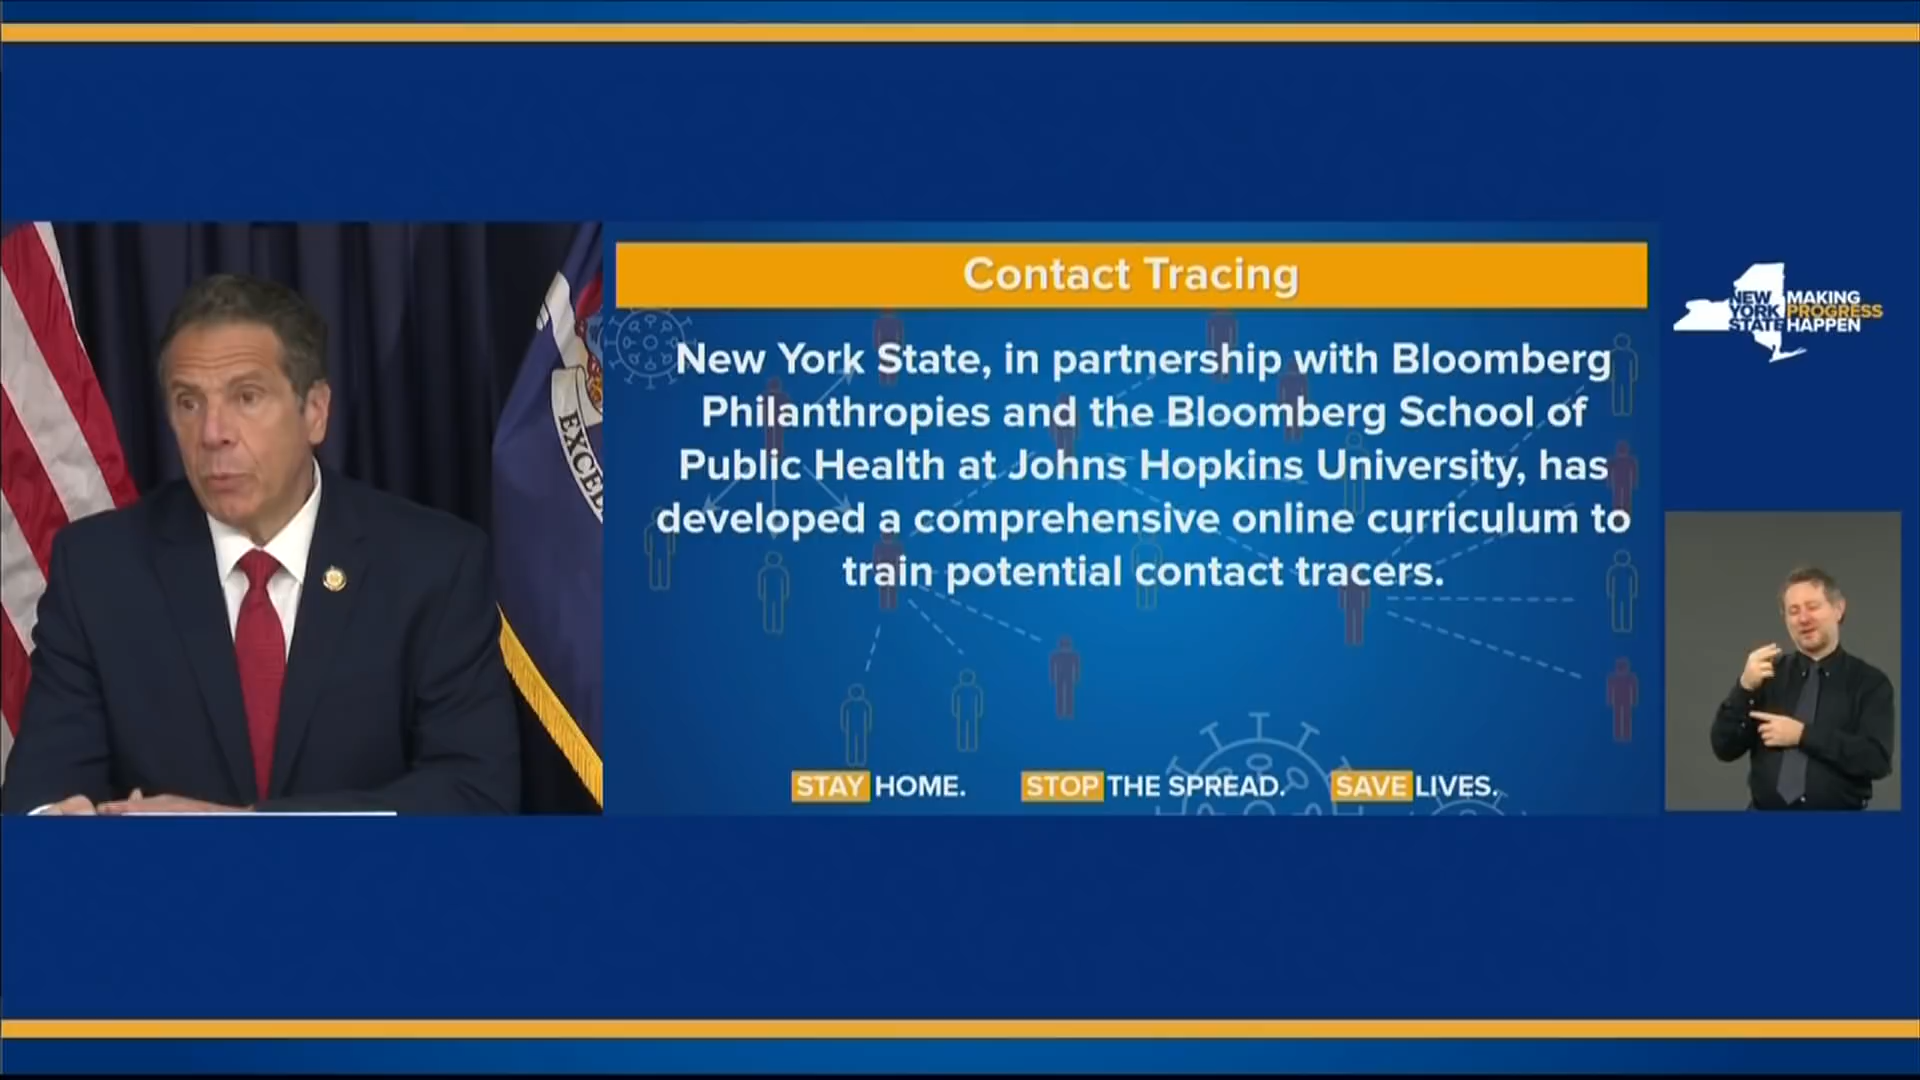 Contact Tracing
New York State, in partnership with Bloomberg
Philanthropies and the Bloomberg School of
Public Health at Johns Hopkins University, has
developed a comprehensive online curriculum to
train potential contact tracers.
STAY HOME. STOP THE SPREAD. SAVE LIVES.
NEW
YORK
STATE
MAKING
PROGRESS
HAPPEN